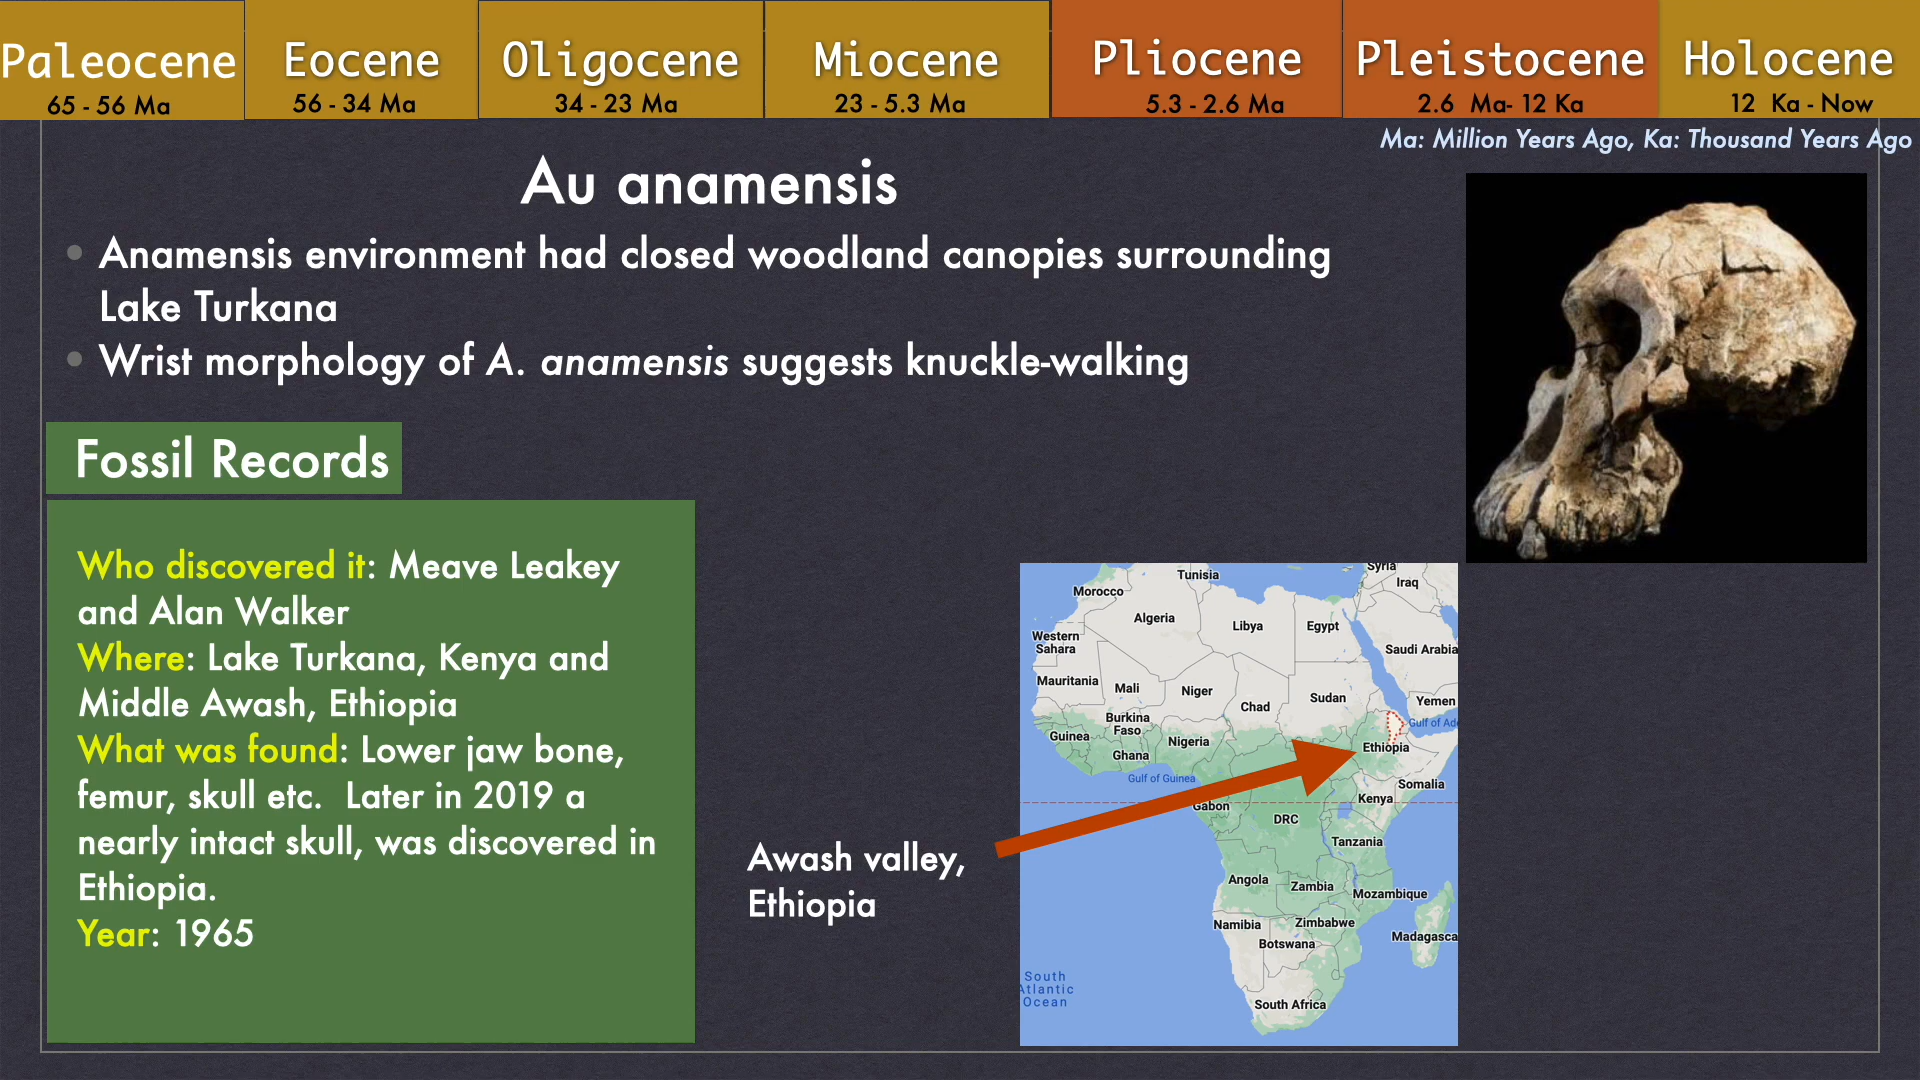 Paleocene
65 - 56 Ma
Eocene
56 - 34 Ma
Oligocene
34 - 23 Ma
Miocene
23 - 5.3 Ma
Pliocene
5.3 - 2.6 Ma
Pleistocene
2.6 Ma- 12 Ka
Holocene
12 Ka - Now
Ma: Million Years Ago, Ka: Thousand Years Ago
Au anamensis
Anamensis environment had closed woodland canopies surrounding
Lake Turkana
Wrist morphology of A. anamensis suggests knuckle-walking
Fossil Records
Who discovered it: Meave Leakey
and Alan Walker
Where: Lake Turkana, Kenya and
Middle Awash, Ethiopia
What was found: Lower jaw bone,
femur, skull etc. Later in 2019 a
nearly intact skull, was discovered in
Ethiopia.
Year: 1965
Awash valley,
Ethiopia
Syria
Tunisia
Iraq
Morocco
Algeria
Libya
Egypt
Western
Sahara
Saudi Arabia
Mauritania
Mali
Niger
Sudan
Yemen
Chad
Burkina
Faso
Gulf of Ade
Guinea
Nigeria
Ethiopia
Ghana
Gulf of Guinea
Somalia
Kenya
Gabon
DRC
Tanzania
Angola
Zambia
Mozambique
Namibia
Zimbabwe
Botswana
Madagasca
South
Atlantic
Ocean
South Africa